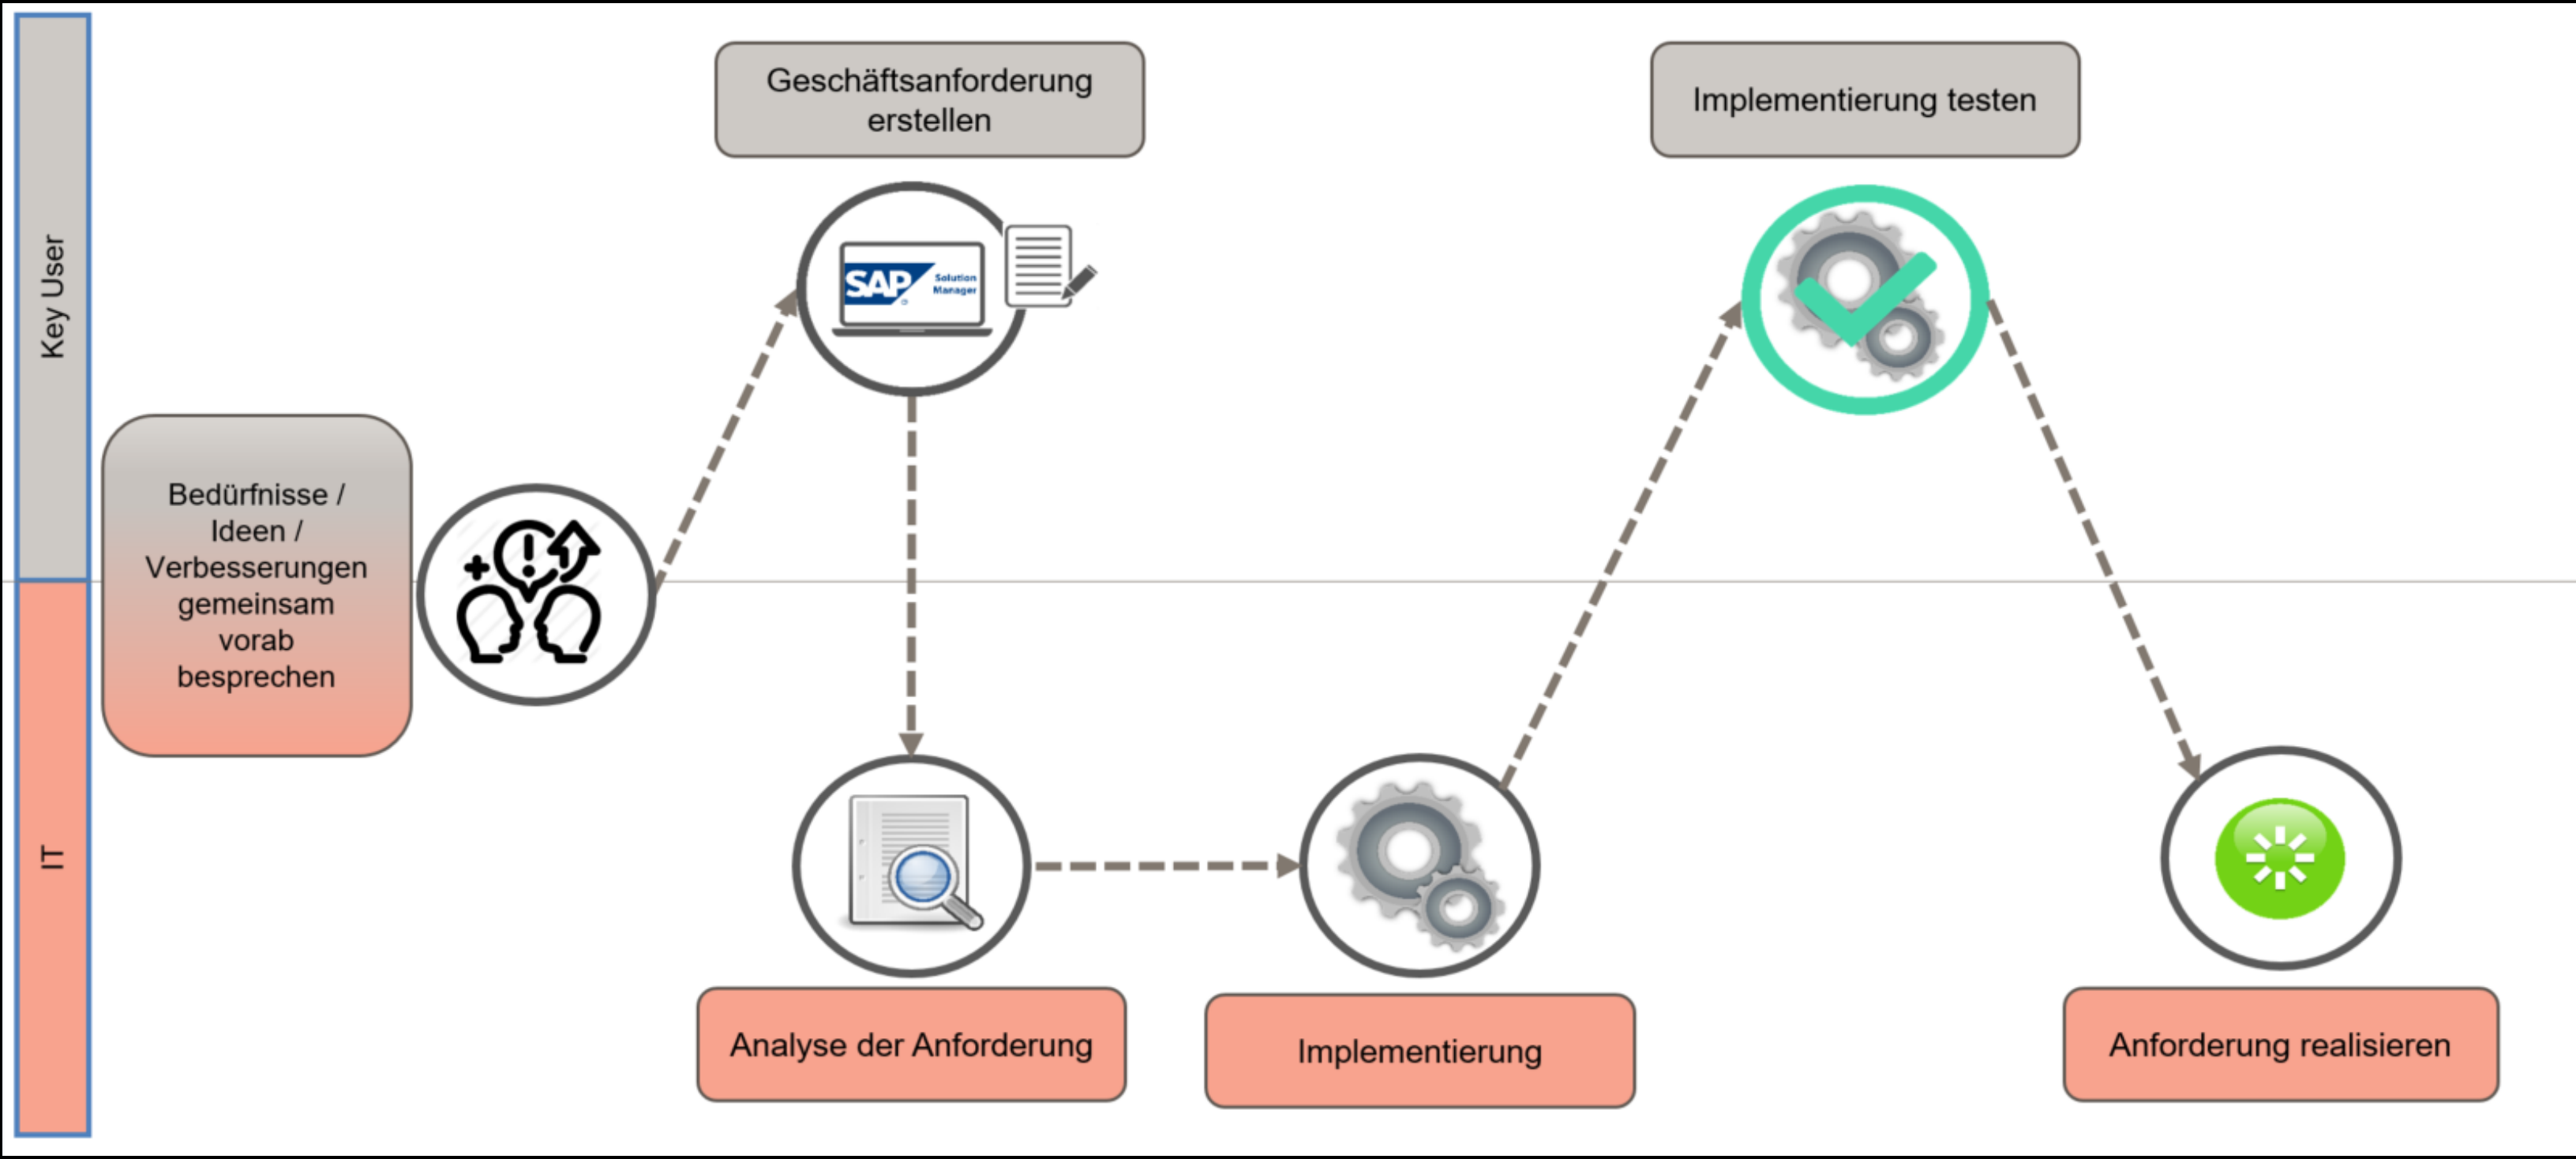 Key User
IT
Bedürfnisse /
Ideen /
Verbesserungen
gemeinsam
vorab
besprechen
Geschäftsanforderung
erstellen
SAP
®
Solution
Manager
Analyse der Anforderung
Implementierung
Implementierung testen
Anforderung realisieren